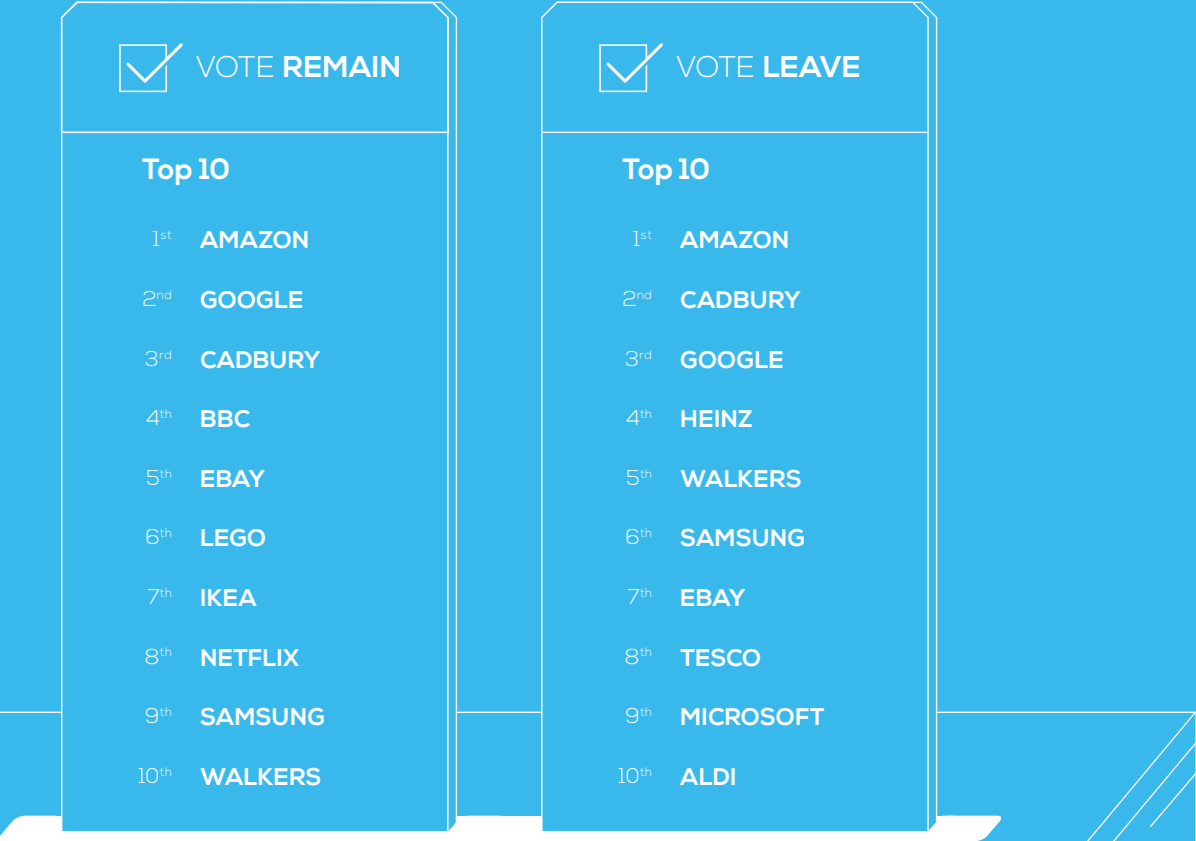 VOTE REMAIN
Top 10
1st AMAZON
2nd GOOGLE
3rd CADBURY
4th BBC
5th EBAY
6th LEGO
7th IKEA
8th NETFLIX
9th SAMSUNG
10th WALKERS
VOTE LEAVE
Top 10
1st AMAZON
2nd CADBURY
3rd GOOGLE
4th HEINZ
5th WALKERS
6th SAMSUNG
7th EBAY
8th TESCO
9th MICROSOFT
10th ALDI